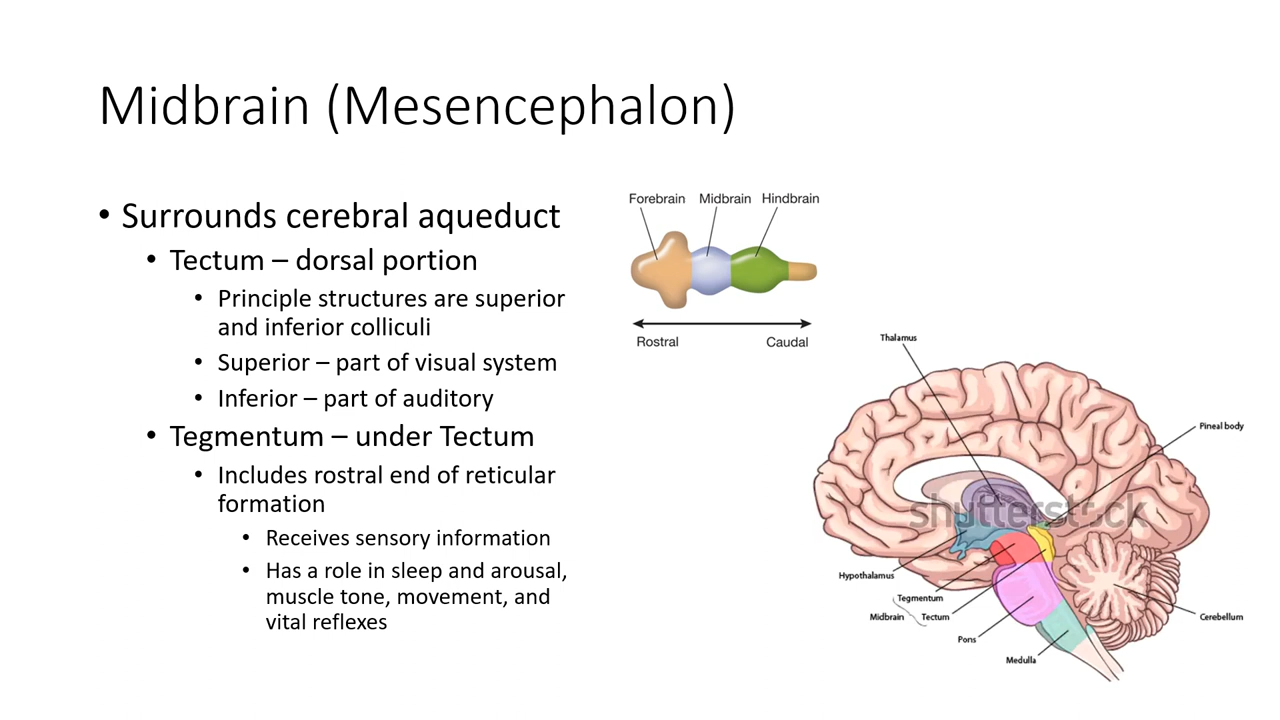 Midbrain (Mesencephalon)
• Surrounds cerebral aqueduct
• Tectum – dorsal portion
• Principle structures are superior
and inferior colliculi
• Superior – part of visual system
• Inferior – part of auditory
• Tegmentum – under Tectum
• Includes rostral end of reticular
formation
• Receives sensory information
• Has a role in sleep and arousal,
muscle tone, movement, and
vital reflexes
Forebrain Midbrain Hindbrain
Rostral Caudal
Thalamus
Pineal body
shutterstock
Hypothalamus
Tegmentum
Midbrain Tectum
Cerebellum
Pons
Medulla